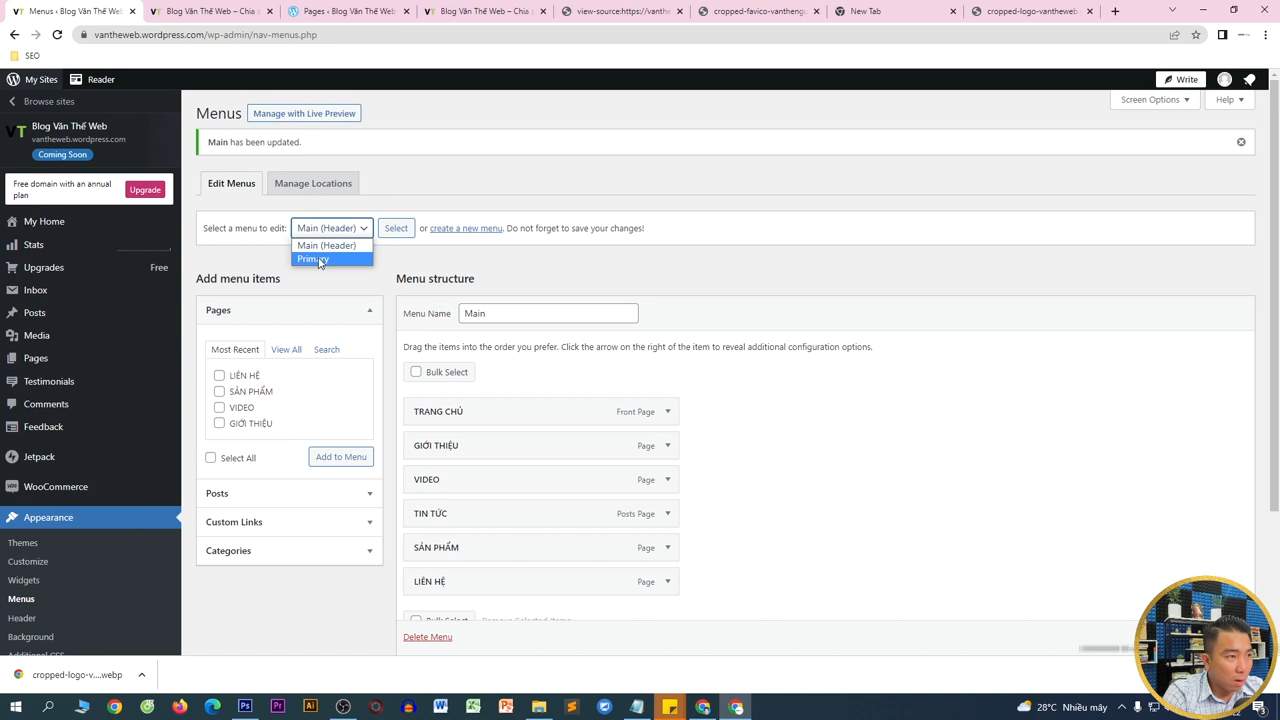 Menus ‹ Blog Văn Thế Web — W
Blog Văn Thế Web – Chia s
Pages ‹ Blog Văn Thế Web — W
Blog Văn Thế Web – Chia s
view-source:https://vanthe
cropped-favico-vantheng
New Tab
cropped-logo-vantheweb
vantheweb.wordpress.com/wp-admin/nav-menus.php
SEO
My Sites
Reader
Write
Browse sites
Screen Options
Help
Menus
Manage with Live Preview
VT
Blog Văn Thế Web
vantheweb.wordpress.com
Coming Soon
Main has been updated.
Free domain with an annual plan
Upgrade
Edit Menus
Manage Locations
My Home
Stats
Upgrades
Free
Inbox
Posts
Media
Pages
Testimonials
Comments
Feedback
Jetpack
WooCommerce
Appearance
Themes
Customize
Widgets
Menus
Header
Background
Select a menu to edit:
Main (Header)
Select
or create a new menu. Do not forget to save your changes!
Main (Header)
Primary
Add menu items
Pages
Most Recent
View All
Search
LIÊN HỆ
SẢN PHẨM
VIDEO
GIỚI THIỆU
Select All
Add to Menu
Posts
Custom Links
Categories
Menu structure
Menu Name
Main
Drag the items into the order you prefer. Click the arrow on the right of the item to reveal additional configuration options.
Bulk Select
TRANG CHỦ
Front Page
GIỚI THIỆU
Page
VIDEO
Page
TIN TỨC
Posts Page
SẢN PHẨM
Page
LIÊN HỆ
Page
Bulk Select
Remove Selected Items
Delete Menu
cropped-logo-v....webp
28°C Nhiều mây